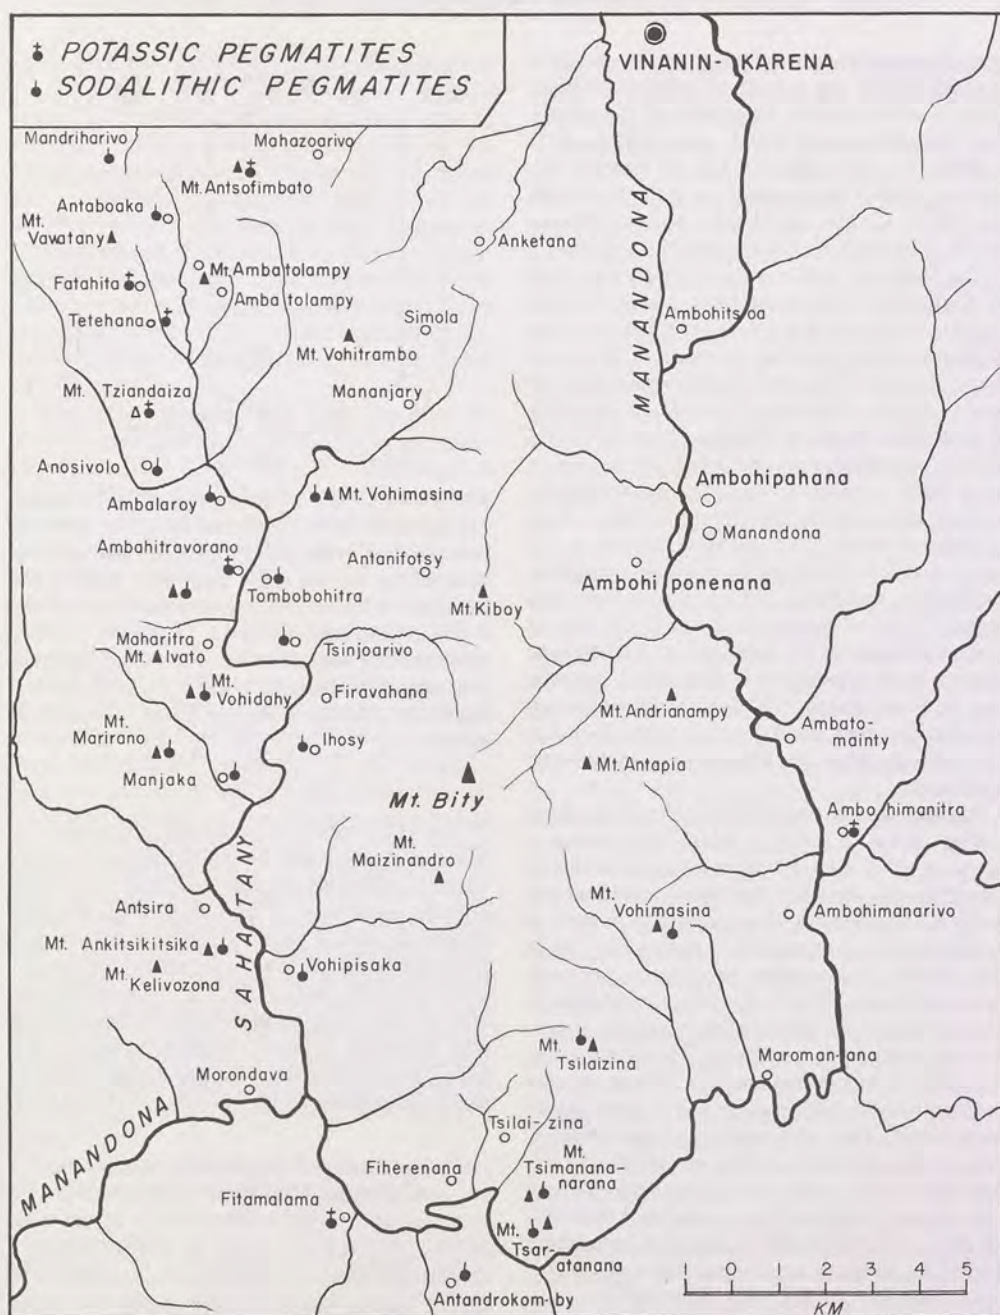 POTASSIC PEGMATITES
SODALITHIC PEGMATITES
VINANIN-KARENA
Mandriharivo
Mahazoarivo
Mt. Antsofimbato
Antaboaka
Mt.
Vavatany
Anketana
MANANDONA
Mt. Ambatolampy
Fatahita
Ambatolampy
Tetehana
Simola
Ambohitsoa
Mt. Vohitrambo
Mt. Tziandaiza
Mananjary
Anosivolo
Ambalaroy
Mt. Vohimasina
Ambohipahana
Manandona
Ambahitravorano
Antanifotsy
Ambohiponenana
Tombobohitra
Mt. Kiboy
Maharitra
Mt. Ivato
Tsinjoarivo
Mt.
Vohidahy
Firavahana
Mt. Andrianampy
Mt.
Marirano
Ihosy
Ambato-
mainty
Manjaka
Mt. Bity
Mt. Antapia
Ambohimanitra
Mt.
Maizinandro
SAHATANY
Antsira
Mt.
Vohimasina
Ambohimanarivo
Mt. Ankitsikitsika
Mt.
Kelivozona
Vohipisaka
Mt.
Tsilaizina
Maromanjana
Morondava
MANANDONA
Tsilai-zina
Mt.
Tsimanana-
narana
Fiherenana
Fitamalama
Mt.
Tsar-
atanana
Antandrokom-by
1 0 1 2 3 4 5
KM